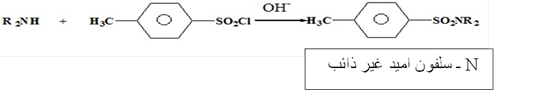 R₂NH + H₃C SO₂Cl OH⁻ H₃C SO₂NR₂
N ـ سلفون اميد غير ذائب